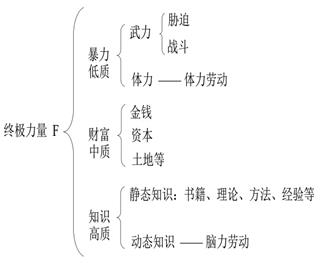 终极力量 F
暴力
低质
武力
胁迫
战斗
体力 —— 体力劳动
财富
中质
金钱
资本
土地等
知识
高质
静态知识：书籍、理论、方法、经验等
动态知识 —— 脑力劳动